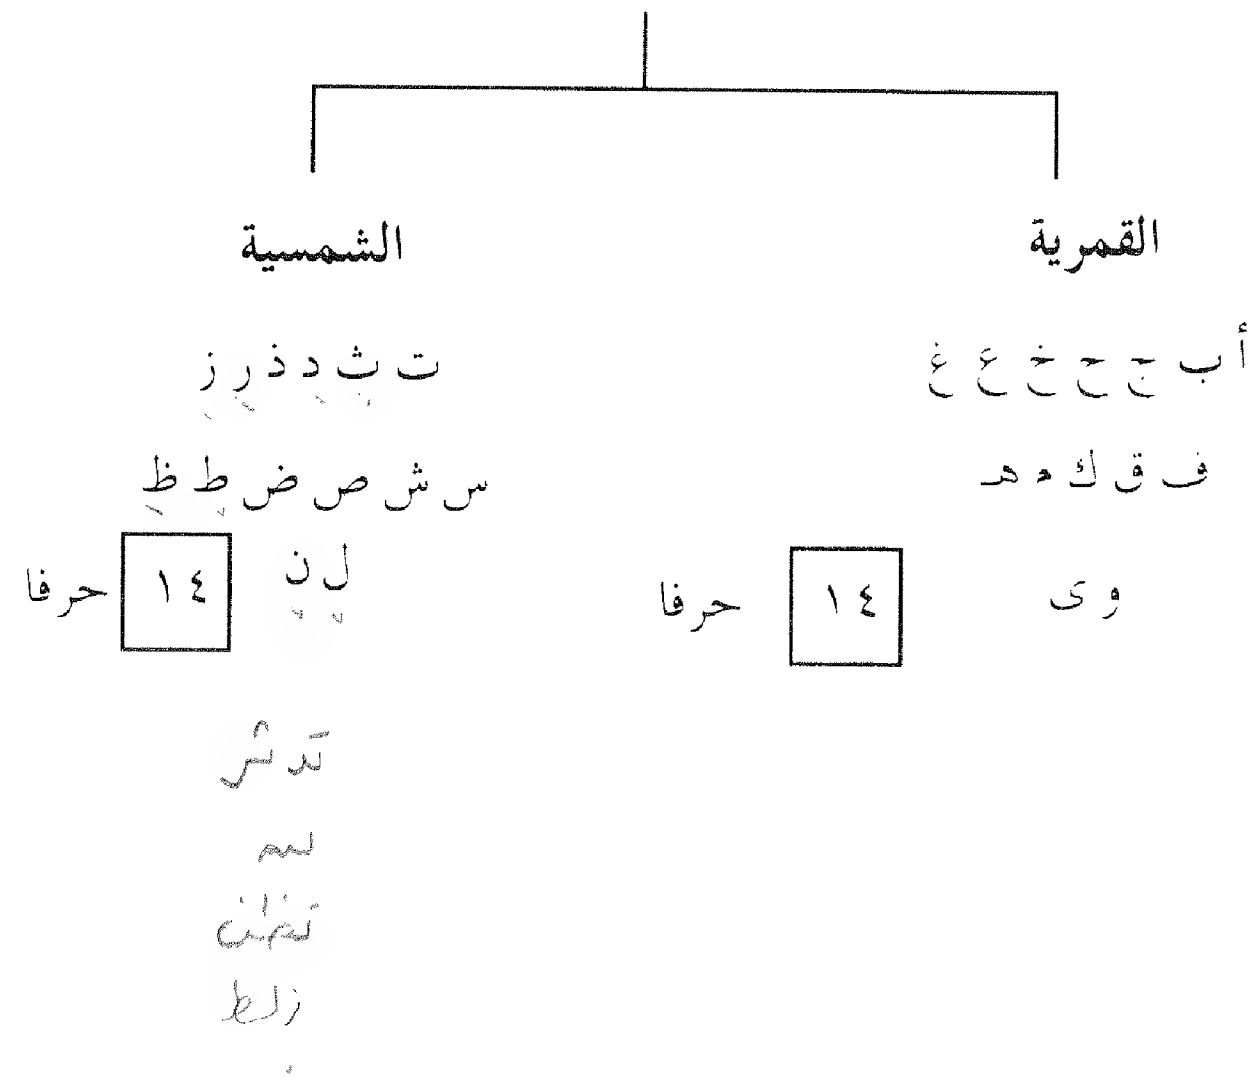 القمرية
أ ب ج ح خ ع غ
ف ق ك م هـ
و ى
١٤ حرفا
الشمسية
ت ث د ذ ر ز
س ش ص ض ط ظ
ل ن
١٤ حرفا